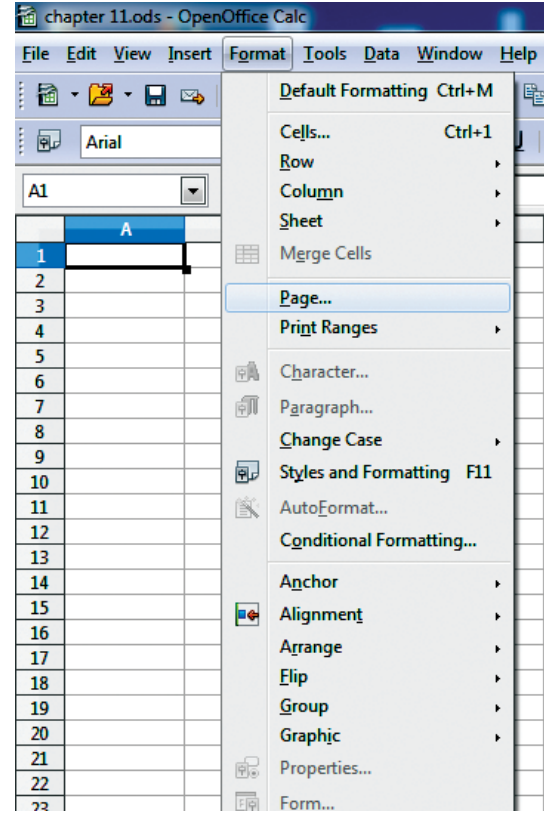 chapter 11.ods - OpenOffice Calc
File Edit View Insert Format Tools Data Window Help
Default Formatting Ctrl+M
Arial
Cells... Ctrl+1
Row
A1
Column
Sheet
A
Merge Cells
Page...
Print Ranges
Character...
Paragraph...
Change Case
Styles and Formatting F11
AutoFormat...
Conditional Formatting...
Anchor
Alignment
Arrange
Flip
Group
Graphic
Properties...
Form...
1
2
3
4
5
6
7
8
9
10
11
12
13
14
15
16
17
18
19
20
21
22
23